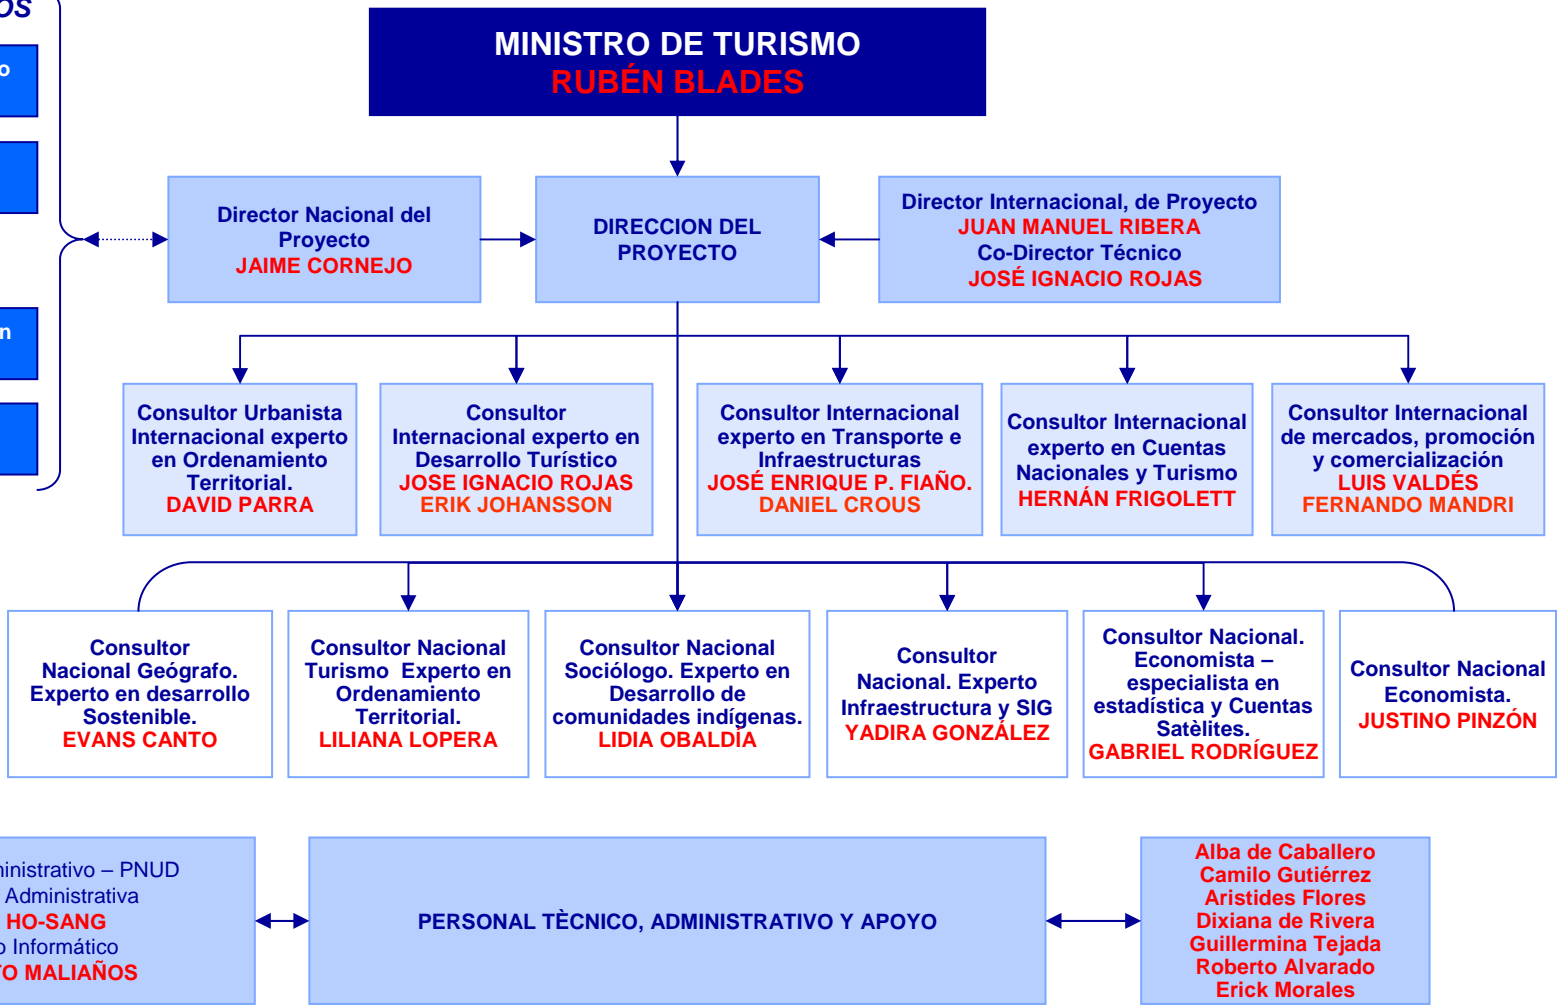 MINISTRO DE TURISMO
RUBÉN BLADES
Director Nacional del
Proyecto
JAIME CORNEJO
DIRECCION DEL
PROYECTO
Director Internacional, de Proyecto
JUAN MANUEL RIBERA
Co-Director Técnico
JOSÉ IGNACIO ROJAS
Consultor Urbanista
Internacional experto
en Ordenamiento
Territorial.
DAVID PARRA
Consultor
Internacional experto en
Desarrollo Turístico
JOSE IGNACIO ROJAS
ERIK JOHANSSON
Consultor Internacional
experto en Transporte e
Infraestructuras
JOSÉ ENRIQUE P. FIAÑO.
DANIEL CROUS
Consultor Internacional
experto en Cuentas
Nacionales y Turismo
HERNÁN FRIGOLETT
Consultor Internacional
de mercados, promoción
y comercialización
LUIS VALDÉS
FERNANDO MANDRI
Consultor
Nacional Geógrafo.
Experto en desarrollo
Sostenible.
EVANS CANTO
Consultor Nacional
Turismo Experto en
Ordenamiento
Territorial.
LILIANA LOPERA
Consultor Nacional
Sociólogo. Experto en
Desarrollo de
comunidades indígenas.
LIDIA OBALDÍA
Consultor
Nacional. Experto
Infraestructura y SIG
YADIRA GONZÁLEZ
Consultor Nacional.
Economista –
especialista en
estadística y Cuentas
Satèlites.
GABRIEL RODRÍGUEZ
Consultor Nacional
Economista.
JUSTINO PINZÓN
– PNUD
Administrativa
HO-SANG
Informático
MALIAÑOS
PERSONAL TÈCNICO, ADMINISTRATIVO Y APOYO
Alba de Caballero
Camilo Gutiérrez
Aristides Flores
Dixiana de Rivera
Guillermina Tejada
Roberto Alvarado
Erick Morales